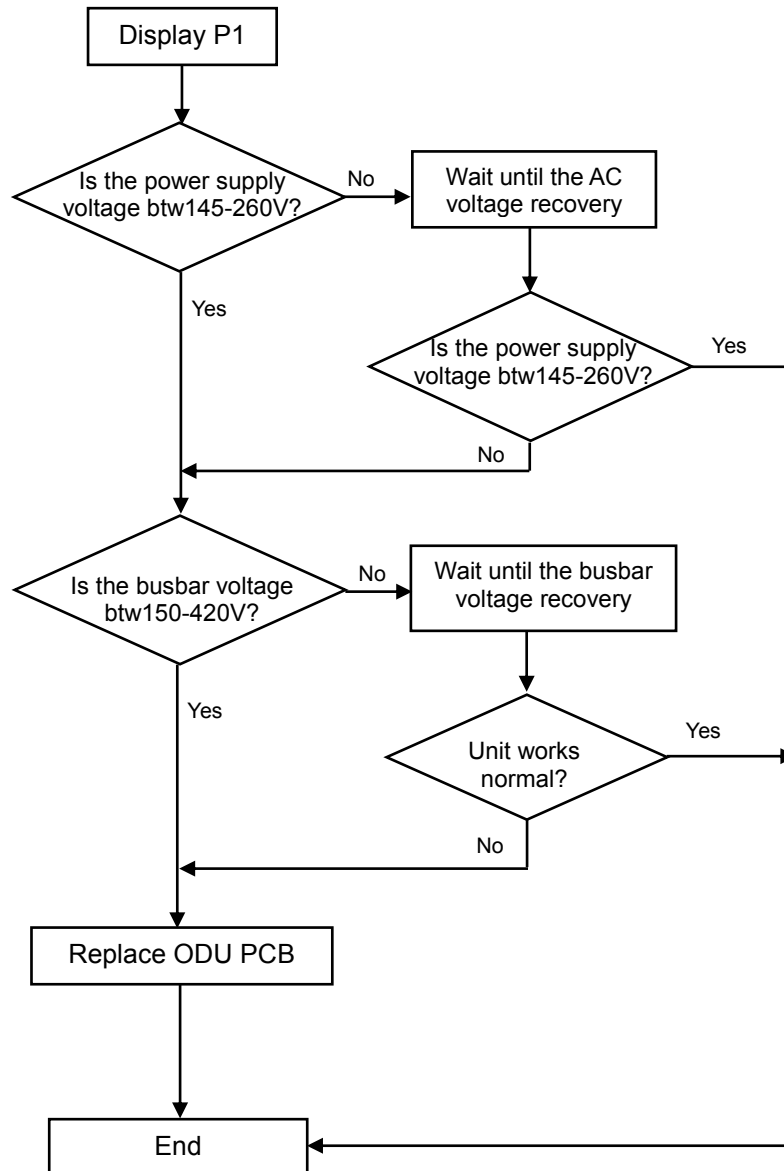 Display P1
Is the power supply
voltage btw145-260V?
No
Wait until the AC
voltage recovery
Yes
Is the power supply
voltage btw145-260V?
Yes
No
Is the busbar voltage
btw150-420V?
No
Wait until the busbar
voltage recovery
Yes
Unit works
normal?
Yes
No
Replace ODU PCB
End